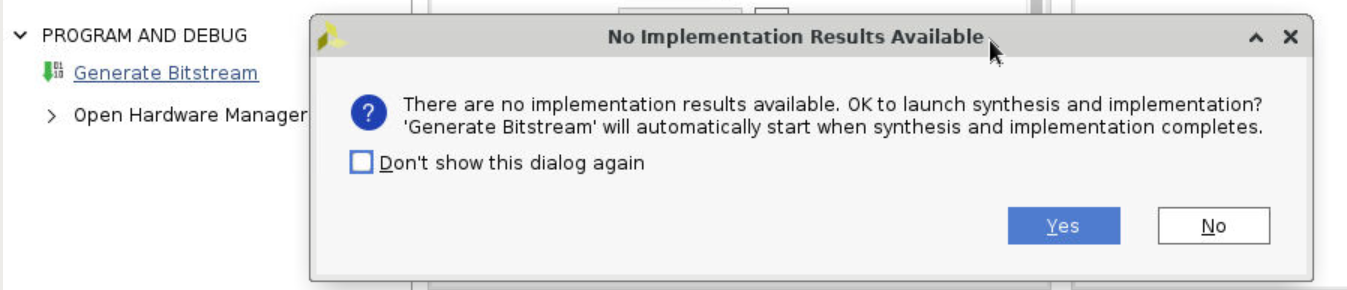 PROGRAM AND DEBUG
Generate Bitstream
Open Hardware Manager
No Implementation Results Available
?
There are no implementation results available. OK to launch synthesis and implementation?
'Generate Bitstream' will automatically start when synthesis and implementation completes.
Don't show this dialog again
Yes
No